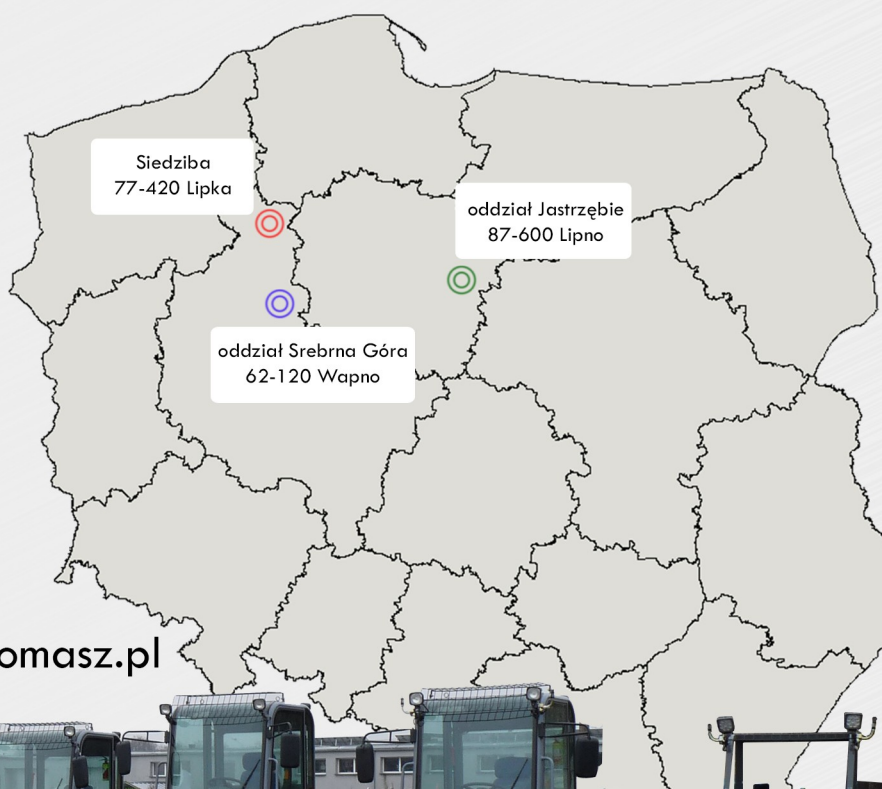 Siedziba
77-420 Lipka
oddział Jastrzębie
87-600 Lipno
oddział Srebrna Góra
62-120 Wapno
omasz.pl